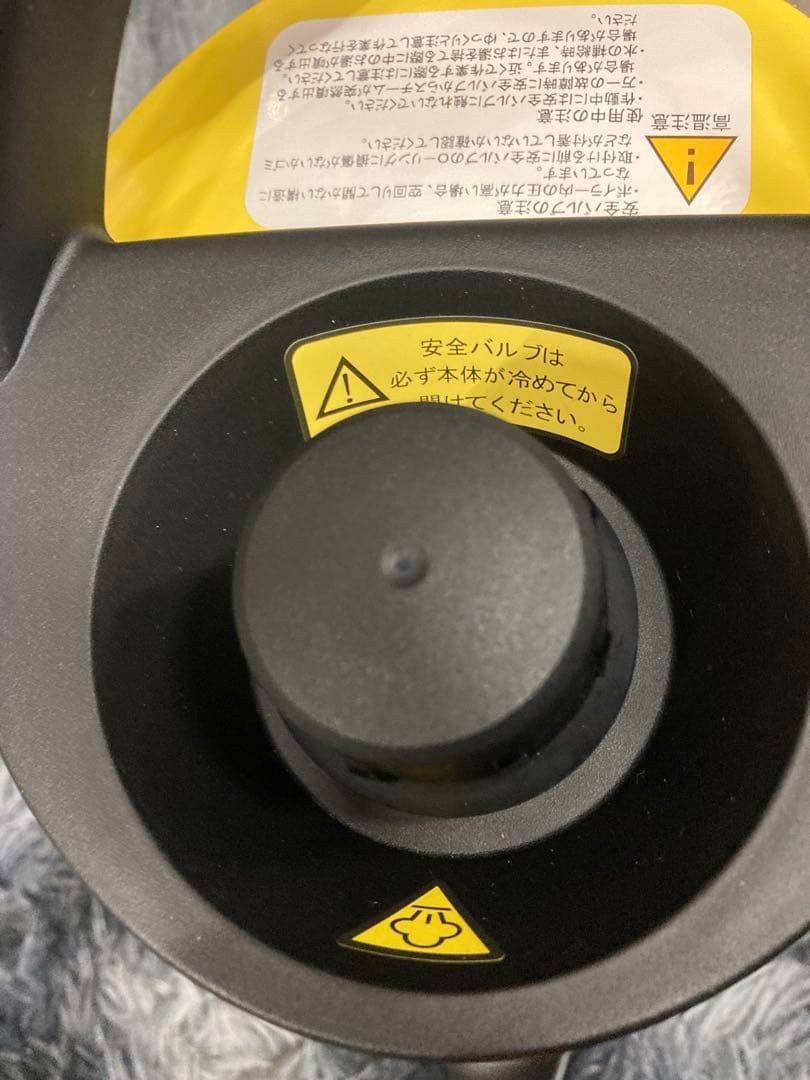 安全バルブの注意
・ボイラー内の圧力が高い場合、空回りして開かない構造に
なっています。
・取付ける前に安全バルブのOーリングに損傷がないかゴミ
などが付着していないか確認してください。
高温注意 使用中の注意
・作動中には安全バルブに触れないでください。
・万一の故障時に安全バルブからスチームが突然噴出する
場合があります。近くで作業する際には注意してください。
・水の補給時、またはお湯を捨てる際に中のお湯が噴出する
場合がありますので、ゆっくりと注意して作業を行なってく
ださい。
安全バルブは
必ず本体が冷めてから
開けてください。